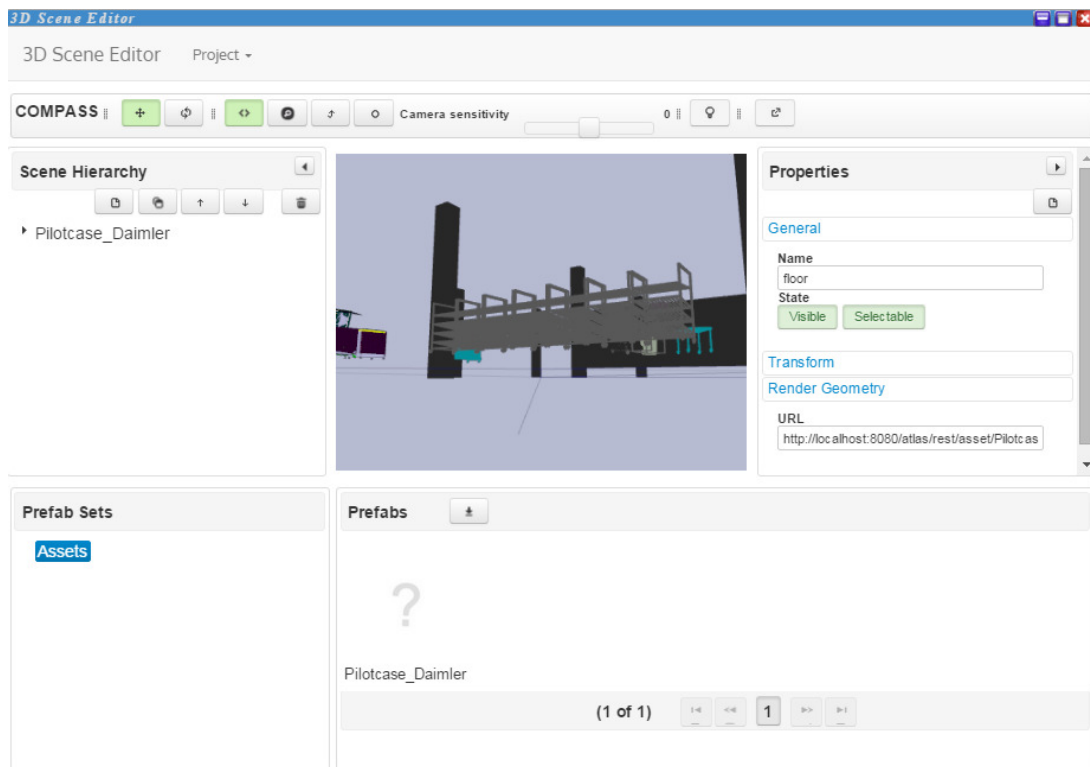 3D Scene Editor
3D Scene Editor Project
COMPASS Camera sensitivity 0
Scene Hierarchy
Pilotcase_Daimler
Properties
General
Name
floor
State
Visible Selectable
Transform
Render Geometry
URL
http://localhost:8080/atlas/rest/asset/Pilotcas
Prefab Sets
Assets
Prefabs
?
Pilotcase_Daimler
(1 of 1) 1